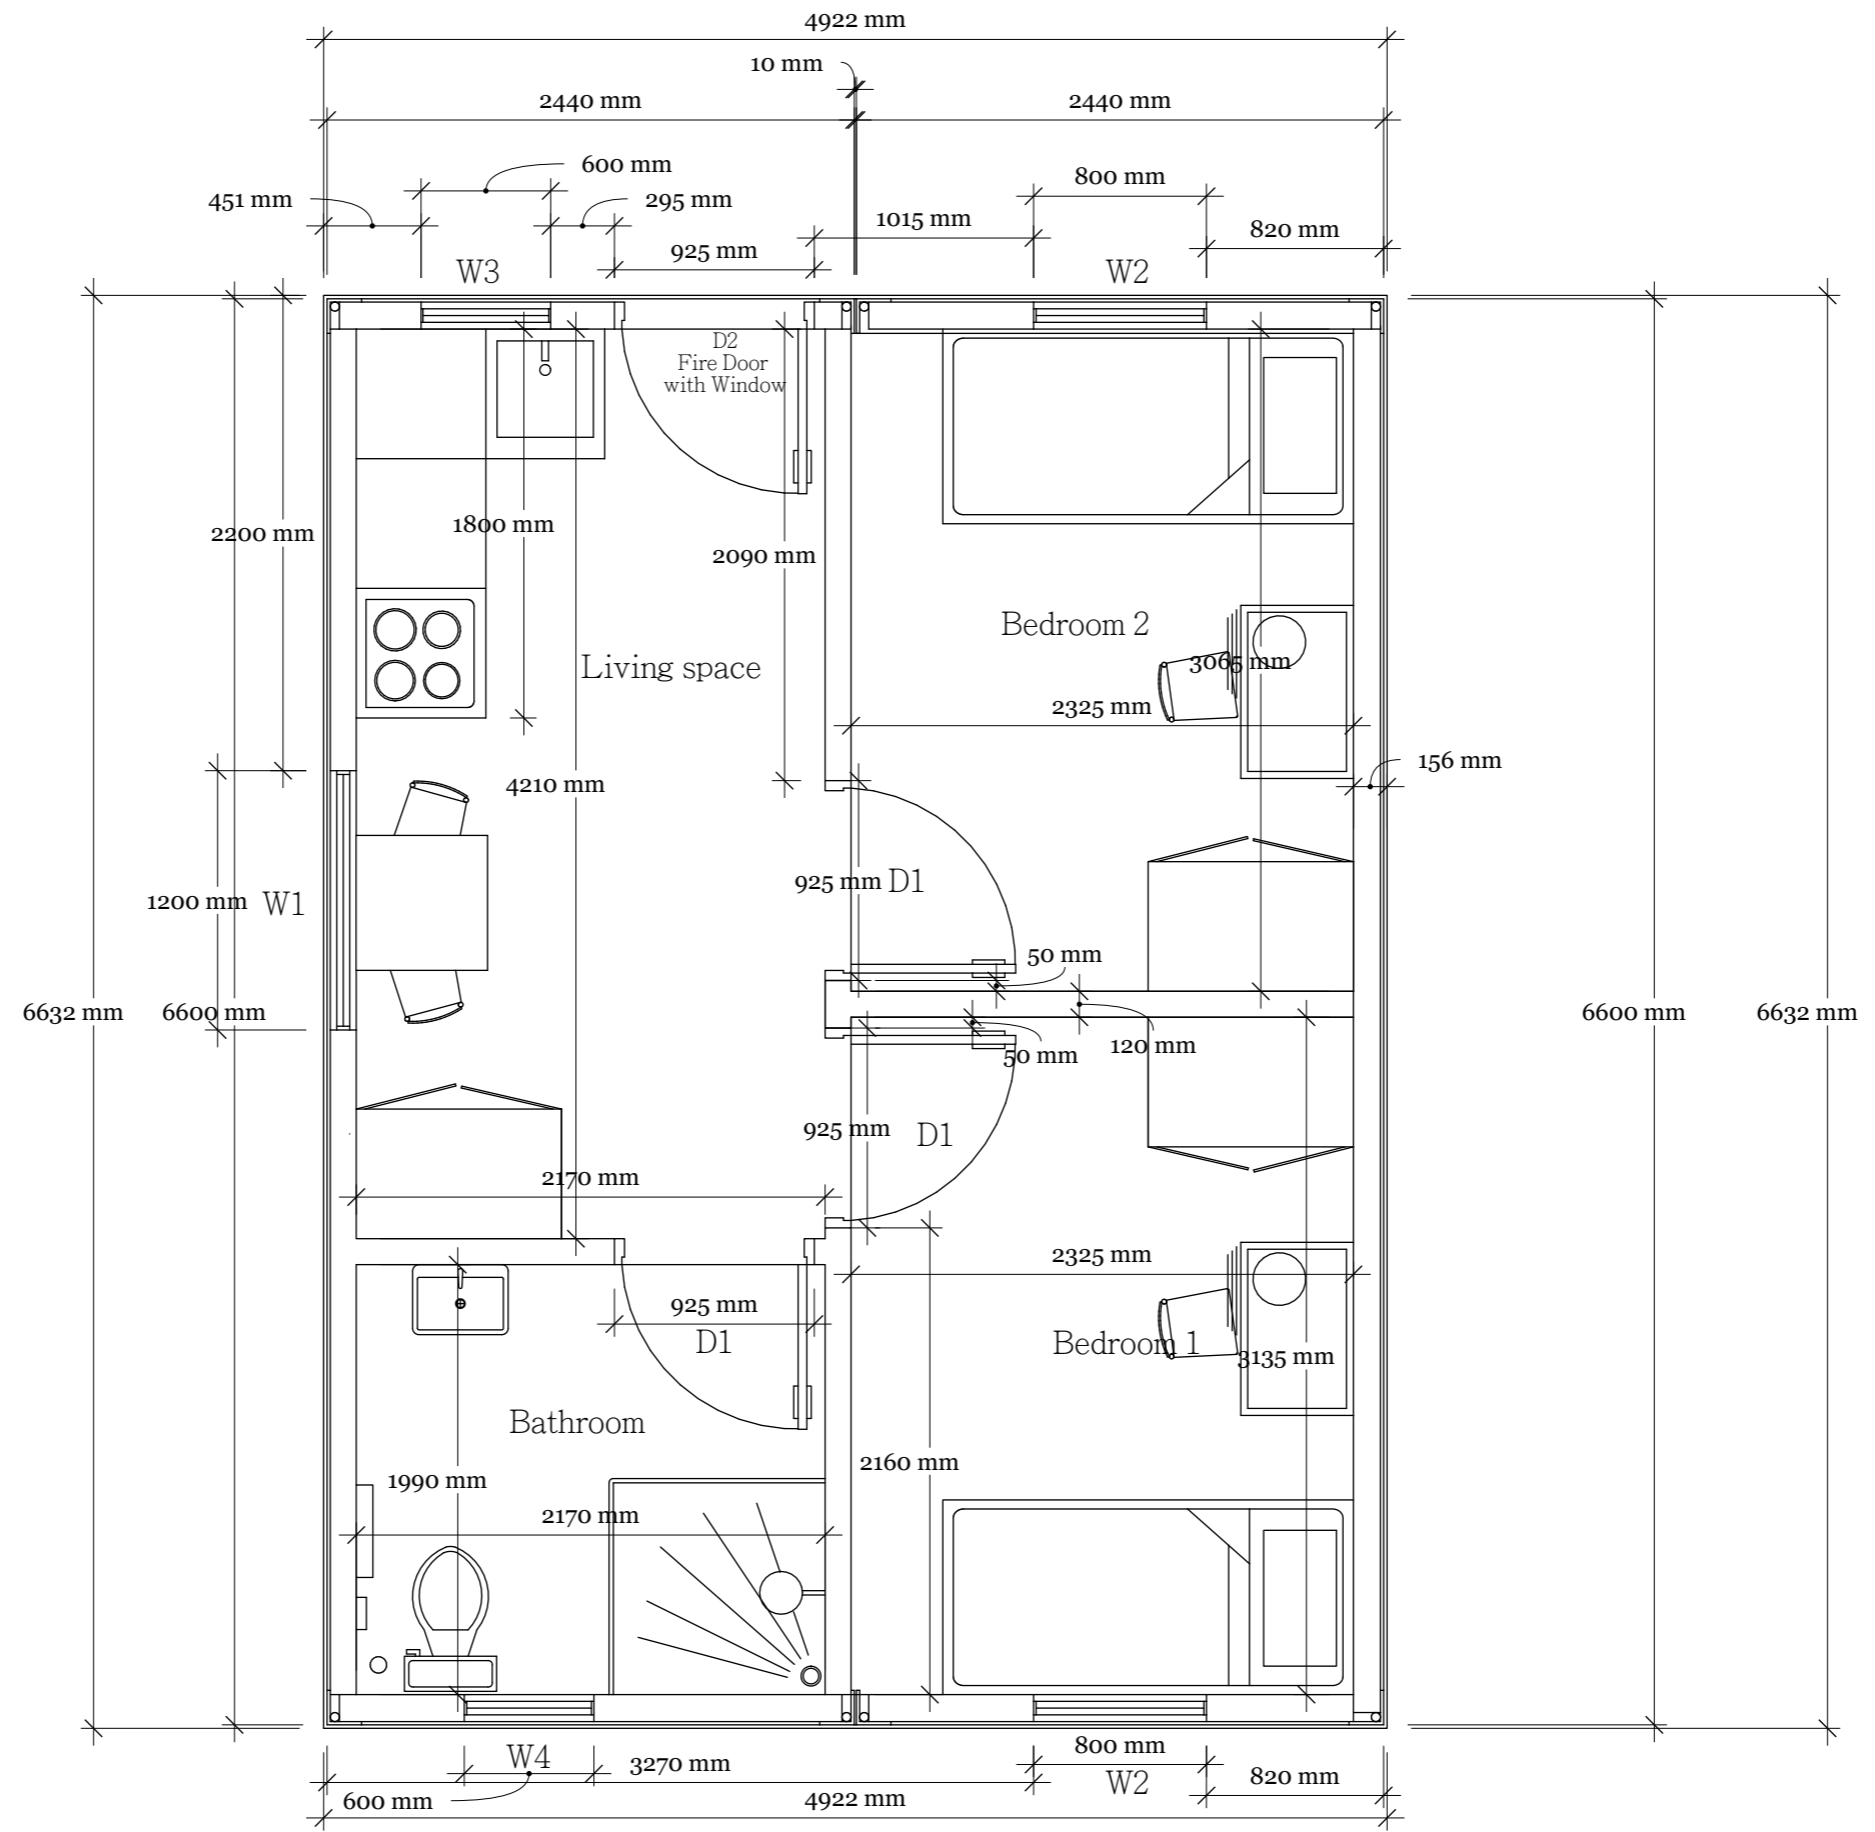 4922 mm
10 mm
2440 mm
2440 mm
600 mm
451 mm
295 mm
800 mm
1015 mm
820 mm
925 mm
W3
W2
D2
Fire Door
with Window
2200 mm
1800 mm
2090 mm
Bedroom 2
Living space
3065 mm
2325 mm
156 mm
4210 mm
925 mm
D1
1200 mm
W1
50 mm
6632 mm
6600 mm
6600 mm
6632 mm
50 mm
120 mm
925 mm
D1
2170 mm
2325 mm
925 mm
D1
Bedroom 1
3135 mm
Bathroom
1990 mm
2160 mm
2170 mm
W4
3270 mm
800 mm
W2
820 mm
600 mm
4922 mm